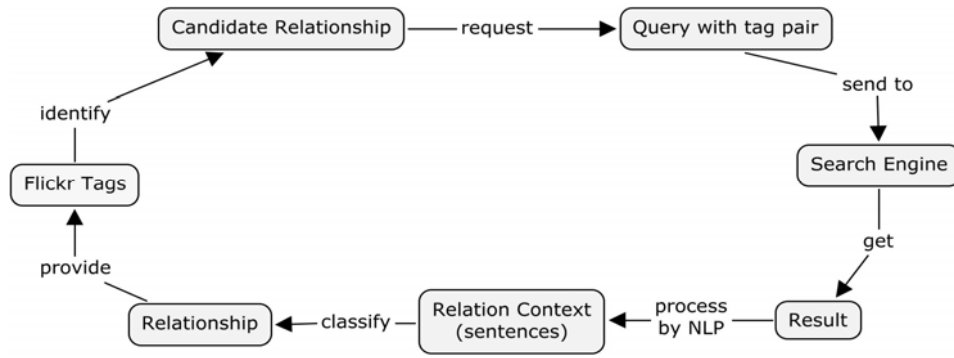 Candidate Relationship
request
Query with tag pair
send to
Search Engine
get
Result
process
by NLP
Relation Context
(sentences)
classify
Relationship
provide
Flickr Tags
identify